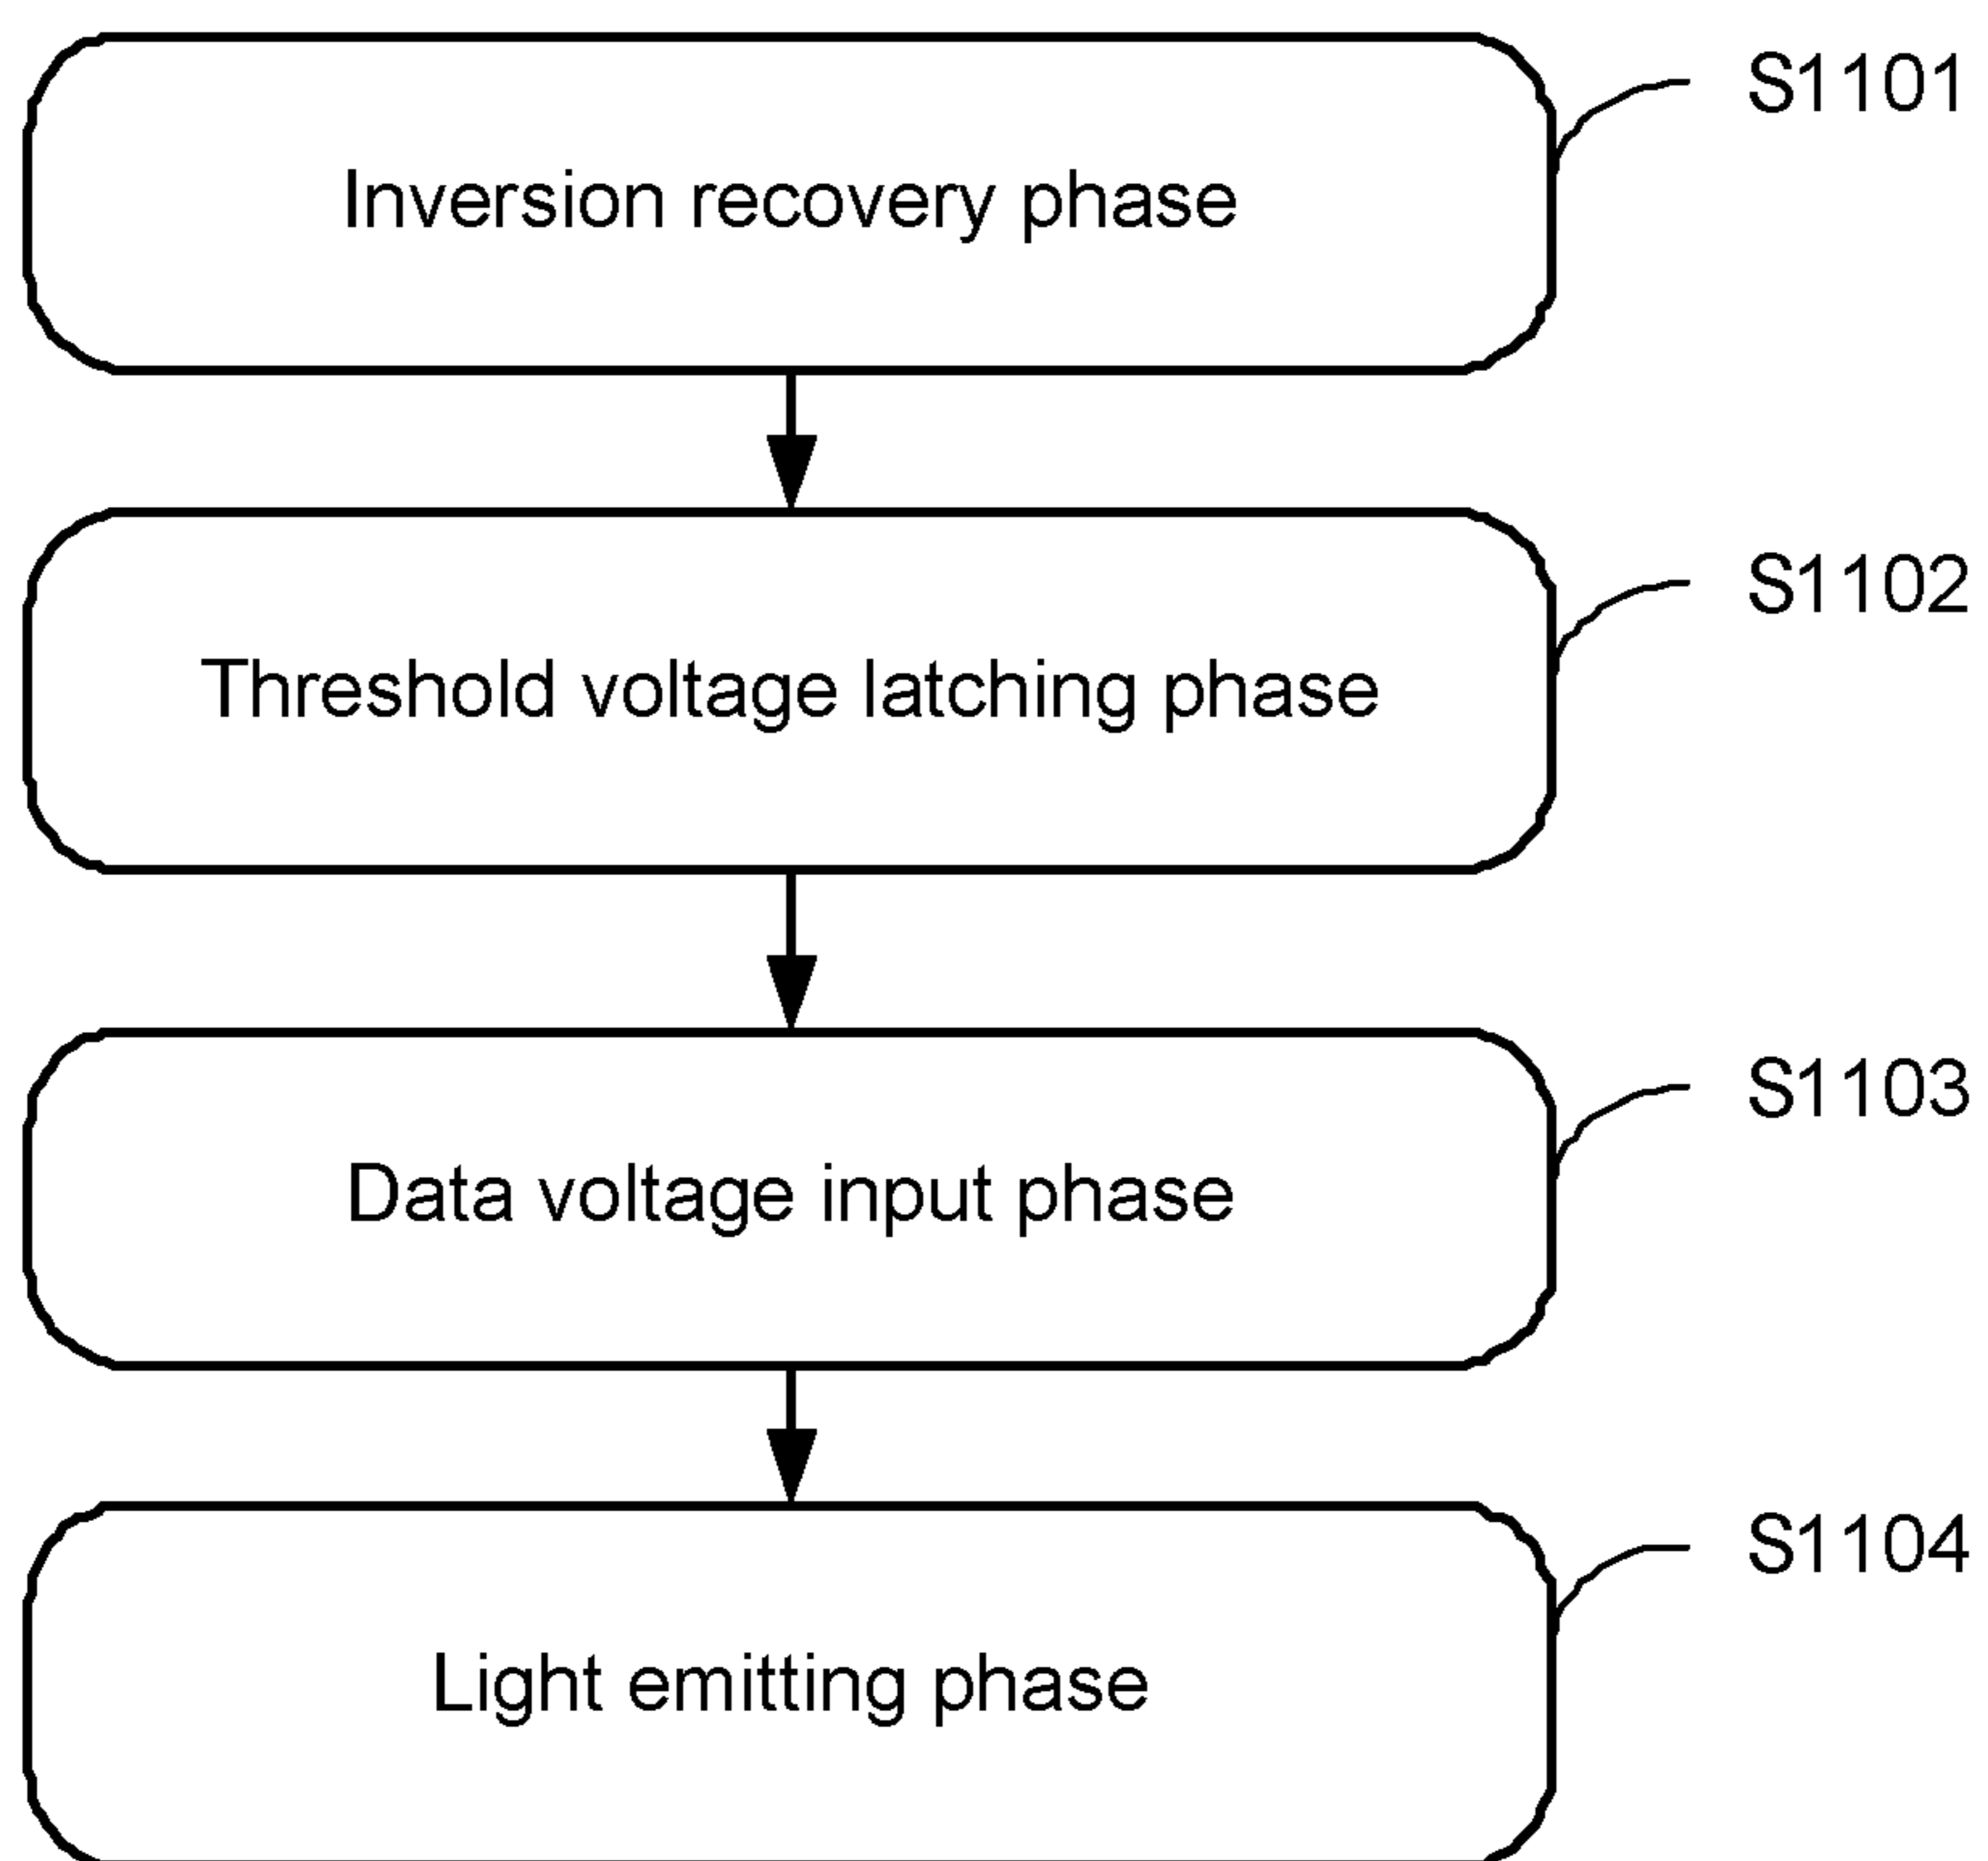 Inversion recovery phase
S1101
Threshold voltage latching phase
S1102
Data voltage input phase
S1103
Light emitting phase
S1104